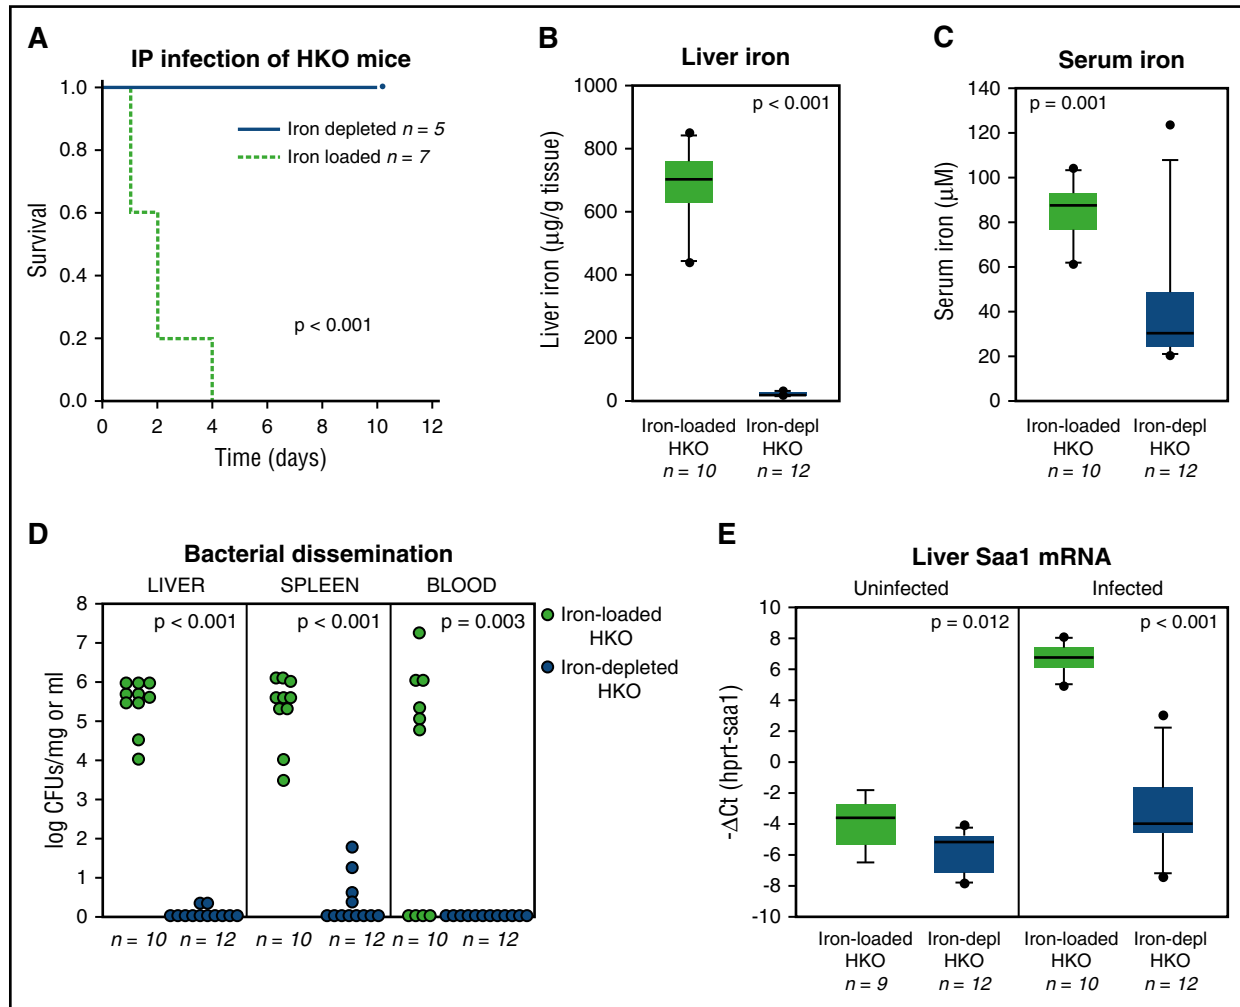 A
IP infection of HKO mice
1.0
0.8
0.6
0.4
0.2
0.0
Survival
Iron depleted n = 5
Iron loaded n = 7
p < 0.001
0 2 4 6 8 10 12
Time (days)
B
Liver iron
1000
800
600
400
200
0
Liver iron (µg/g tissue)
p < 0.001
Iron-loaded Iron-depl
HKO HKO
n = 10 n = 12
C
Serum iron
140
120
100
80
60
40
20
0
Serum iron (µM)
p = 0.001
Iron-loaded Iron-depl
HKO HKO
n = 10 n = 12
D
Bacterial dissemination
LIVER SPLEEN BLOOD
8
7
6
5
4
3
2
1
0
log CFUs/mg or ml
p < 0.001 p < 0.001 p = 0.003
Iron-loaded
HKO
Iron-depleted
HKO
n = 10 n = 12 n = 10 n = 12 n = 10 n = 12
E
Liver Saa1 mRNA
Uninfected Infected
10
8
6
4
2
0
-2
-4
-6
-8
-10
-ΔCt (hprt-saa1)
p = 0.012 p < 0.001
Iron-loaded Iron-depl Iron-loaded Iron-depl
HKO HKO HKO HKO
n = 9 n = 12 n = 10 n = 12